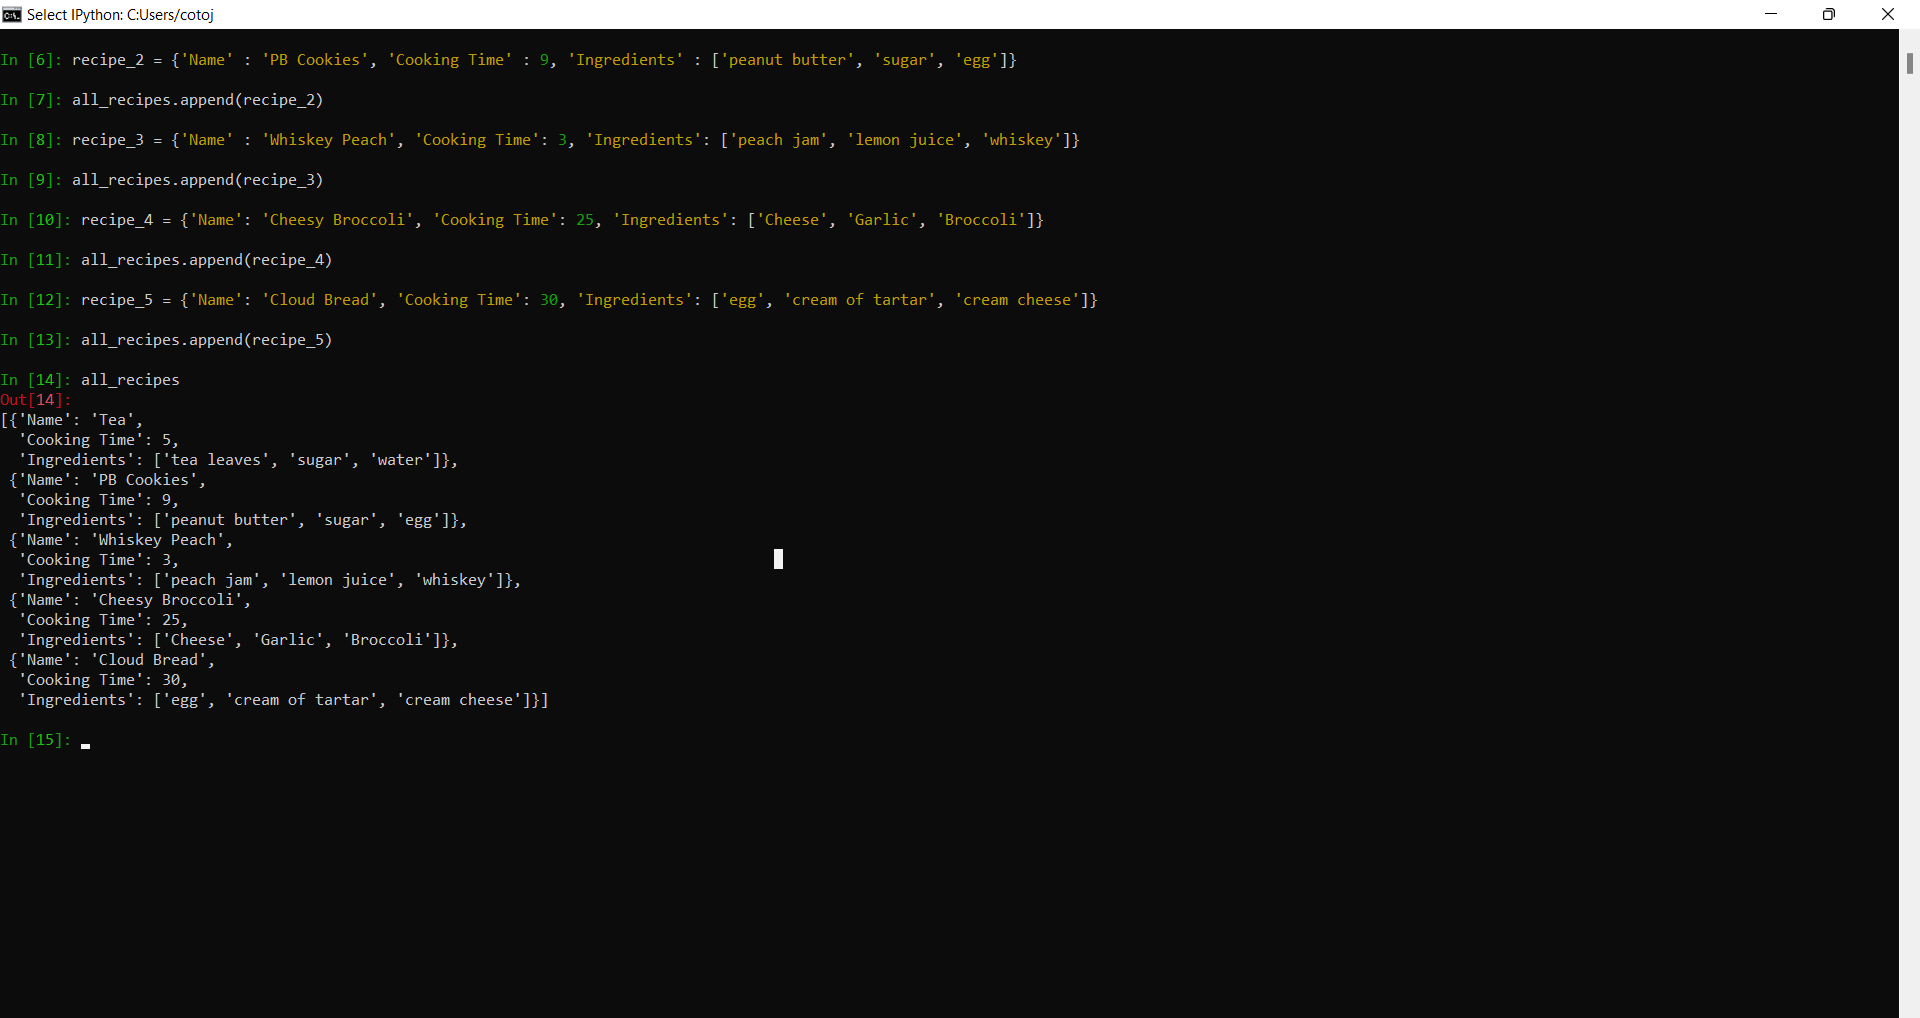 Select IPython: C:Users/cotoj
In [6]: recipe_2 = {'Name' : 'PB Cookies', 'Cooking Time' : 9, 'Ingredients' : ['peanut butter', 'sugar', 'egg']}
In [7]: all_recipes.append(recipe_2)
In [8]: recipe_3 = {'Name' : 'Whiskey Peach', 'Cooking Time': 3, 'Ingredients': ['peach jam', 'lemon juice', 'whiskey']}
In [9]: all_recipes.append(recipe_3)
In [10]: recipe_4 = {'Name': 'Cheesy Broccoli', 'Cooking Time': 25, 'Ingredients': ['Cheese', 'Garlic', 'Broccoli']}
In [11]: all_recipes.append(recipe_4)
In [12]: recipe_5 = {'Name': 'Cloud Bread', 'Cooking Time': 30, 'Ingredients': ['egg', 'cream of tartar', 'cream cheese']}
In [13]: all_recipes.append(recipe_5)
In [14]: all_recipes
Out[14]:
[{'Name': 'Tea',
  'Cooking Time': 5,
  'Ingredients': ['tea leaves', 'sugar', 'water']},
 {'Name': 'PB Cookies',
  'Cooking Time': 9,
  'Ingredients': ['peanut butter', 'sugar', 'egg']},
 {'Name': 'Whiskey Peach',
  'Cooking Time': 3,
  'Ingredients': ['peach jam', 'lemon juice', 'whiskey']},
 {'Name': 'Cheesy Broccoli',
  'Cooking Time': 25,
  'Ingredients': ['Cheese', 'Garlic', 'Broccoli']},
 {'Name': 'Cloud Bread',
  'Cooking Time': 30,
  'Ingredients': ['egg', 'cream of tartar', 'cream cheese']}]
In [15]: